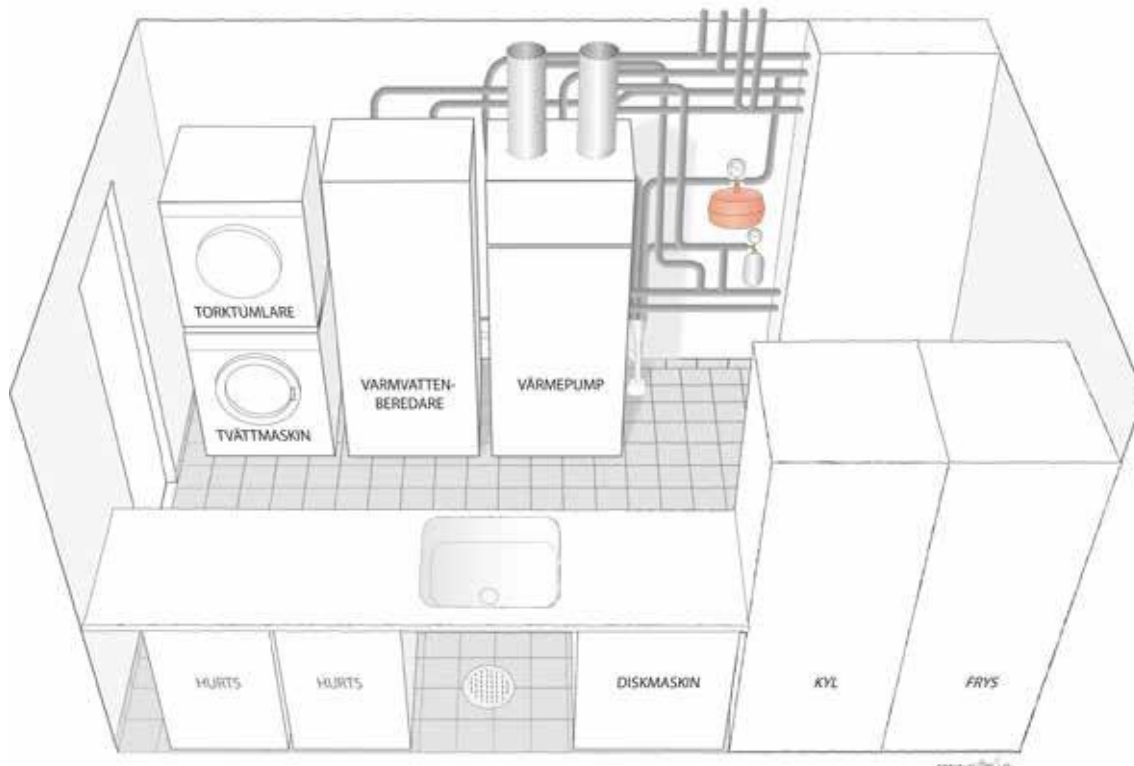 TORKTUMLARE
TVÄTTMASKIN
VARMVATTEN-
BEREDARE
VÄRMEPUMP
HURTS
HURTS
DISKMASKIN
KYL
FRYS